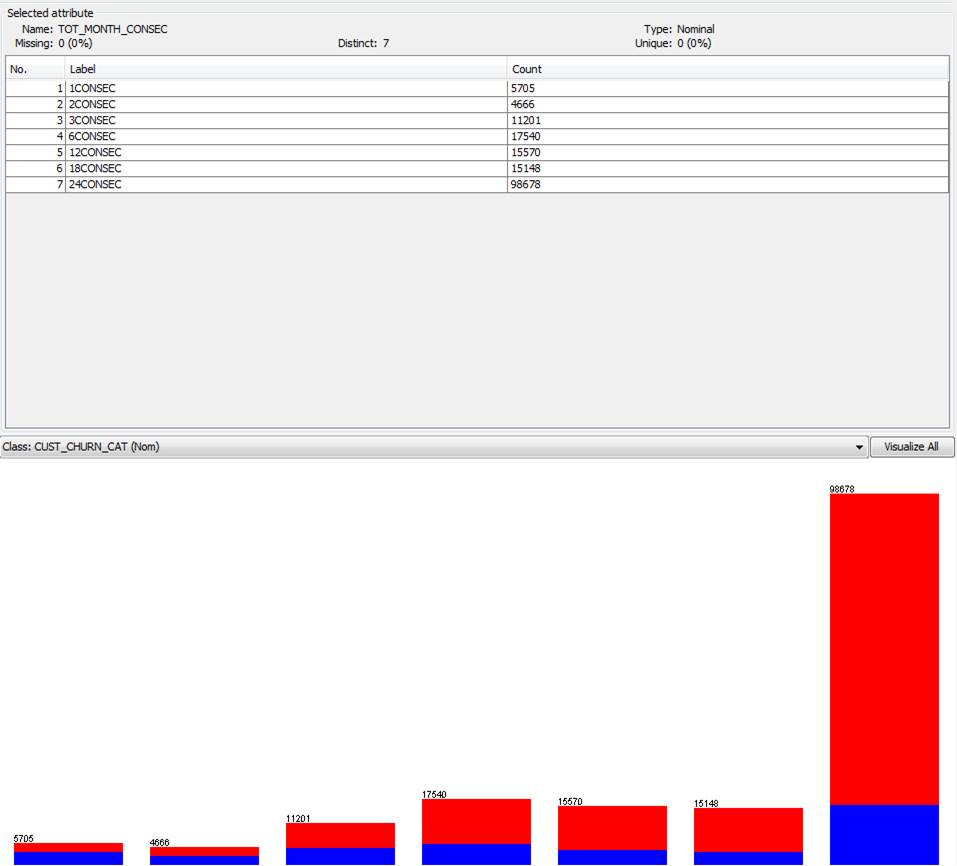 Selected attribute
Name: TOT_MONTH_CONSEC Type: Nominal
Missing: 0 (0%) Distinct: 7 Unique: 0 (0%)
No. Label Count
1 1CONSEC 5705
2 2CONSEC 4666
3 3CONSEC 11201
4 6CONSEC 17540
5 12CONSEC 15570
6 18CONSEC 15148
7 24CONSEC 98678
Class: CUST_CHURN_CAT (Nom) Visualize All
98678
17540
15570
15148
11201
5705
4666